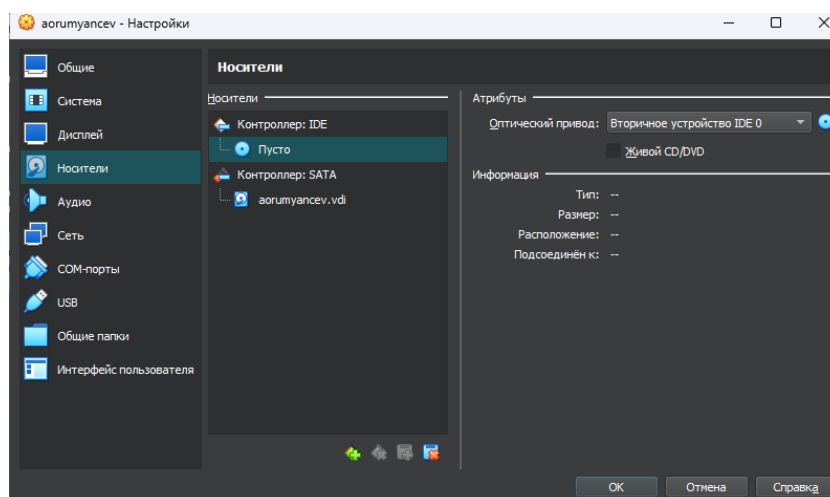 aorumyancev - Настройки
Общие
Система
Дисплей
Носители
Аудио
Сеть
COM-порты
USB
Общие папки
Интерфейс пользователя
Носители
Носители
Контроллер: IDE
Пусто
Контроллер: SATA
aorumyancev.vdi
Атрибуты
Оптический привод: Вторичное устройство IDE 0
Живой CD/DVD
Информация
Тип: --
Размер: --
Расположение: --
Подсоединён к: --
OK Отмена Справка